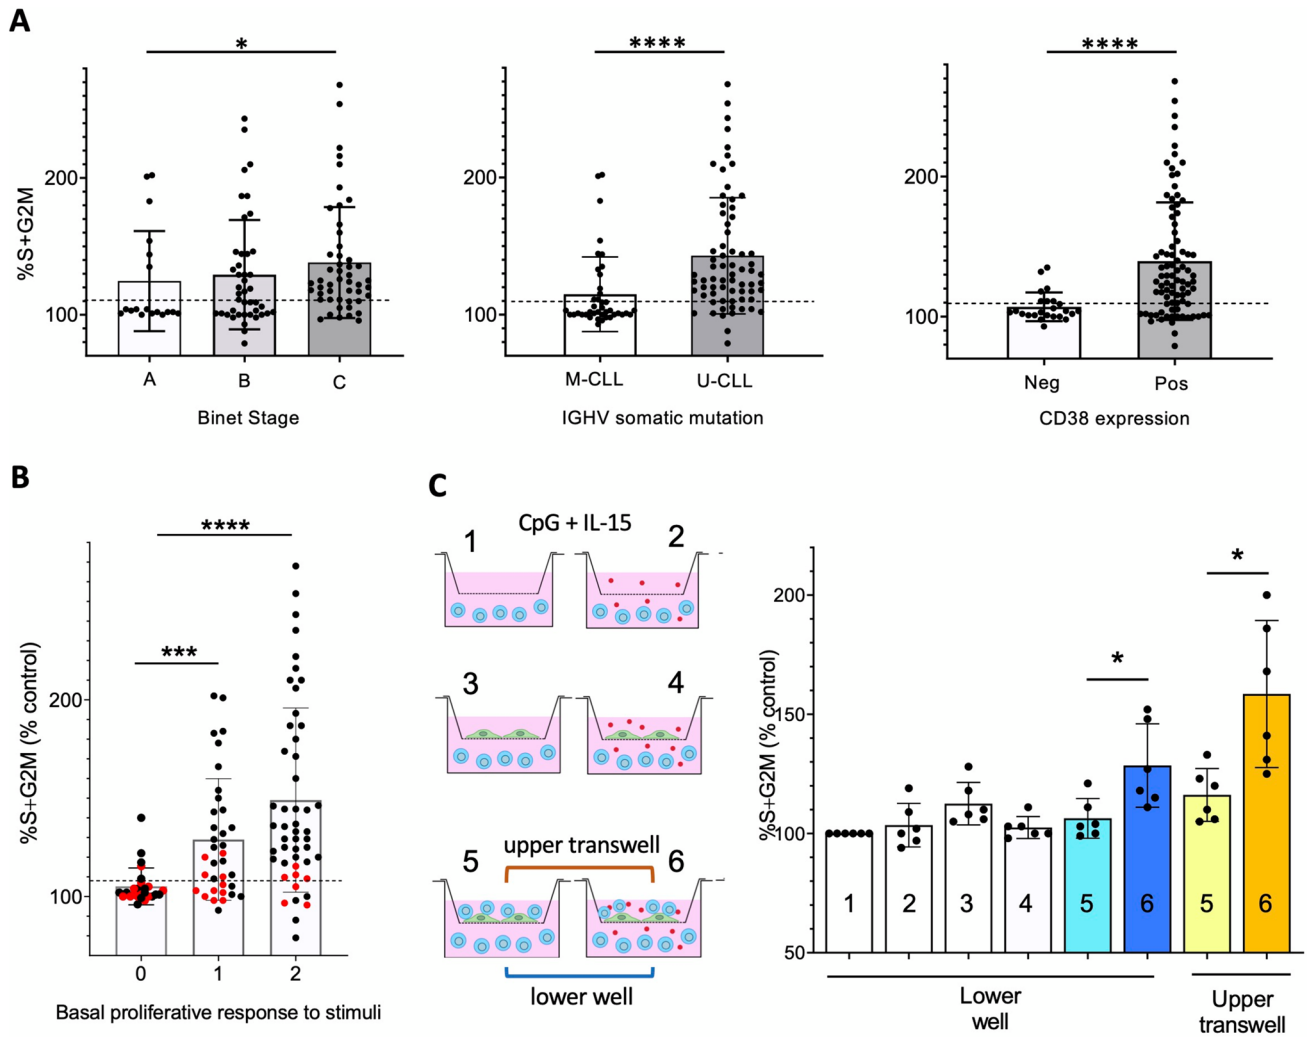 A
*
****
****
%S+G2M
200
100
200
100
200
100
A
B
C
M-CLL
U-CLL
Neg
Pos
Binet Stage
IGHV somatic mutation
CD38 expression
B
****
***
%S+G2M (% control)
200
100
0
1
2
Basal proliferative response to stimuli
C
CpG + IL-15
1
2
3
4
upper transwell
5
6
lower well
*
*
%S+G2M (% control)
200
150
100
50
1
2
3
4
5
6
5
6
Lower
well
Upper
transwell